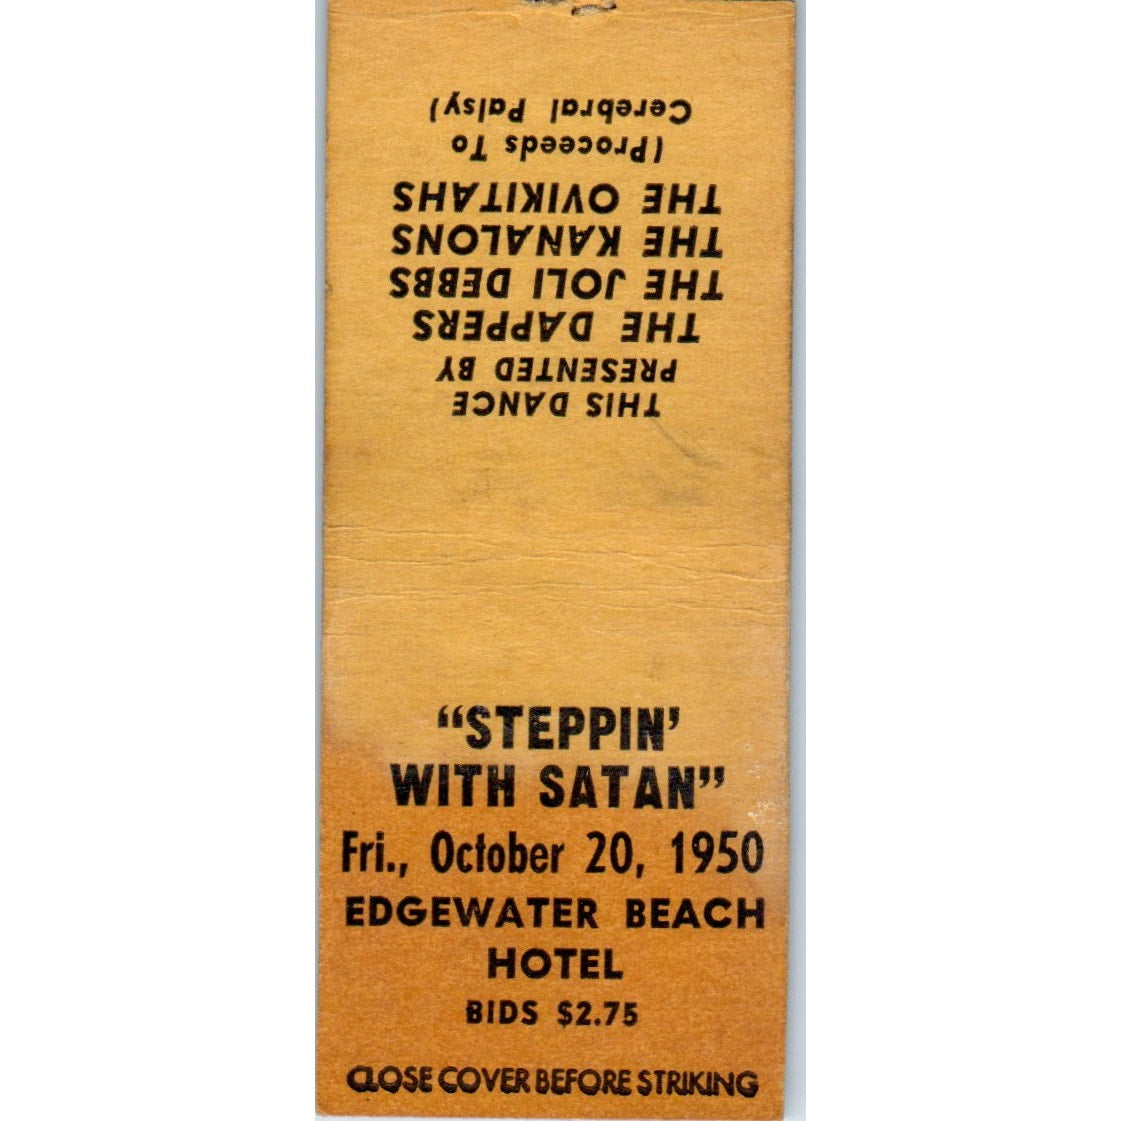 THIS DANCE
PRESENTED BY
THE DAPPERS
THE JOLI DEBBS
THE KANALONS
THE OVIKITAHS
(Proceeds To
Cerebral Palsy)
"STEPPIN'
WITH SATAN"
Fri., October 20, 1950
EDGEWATER BEACH
HOTEL
BIDS $2.75
CLOSE COVER BEFORE STRIKING